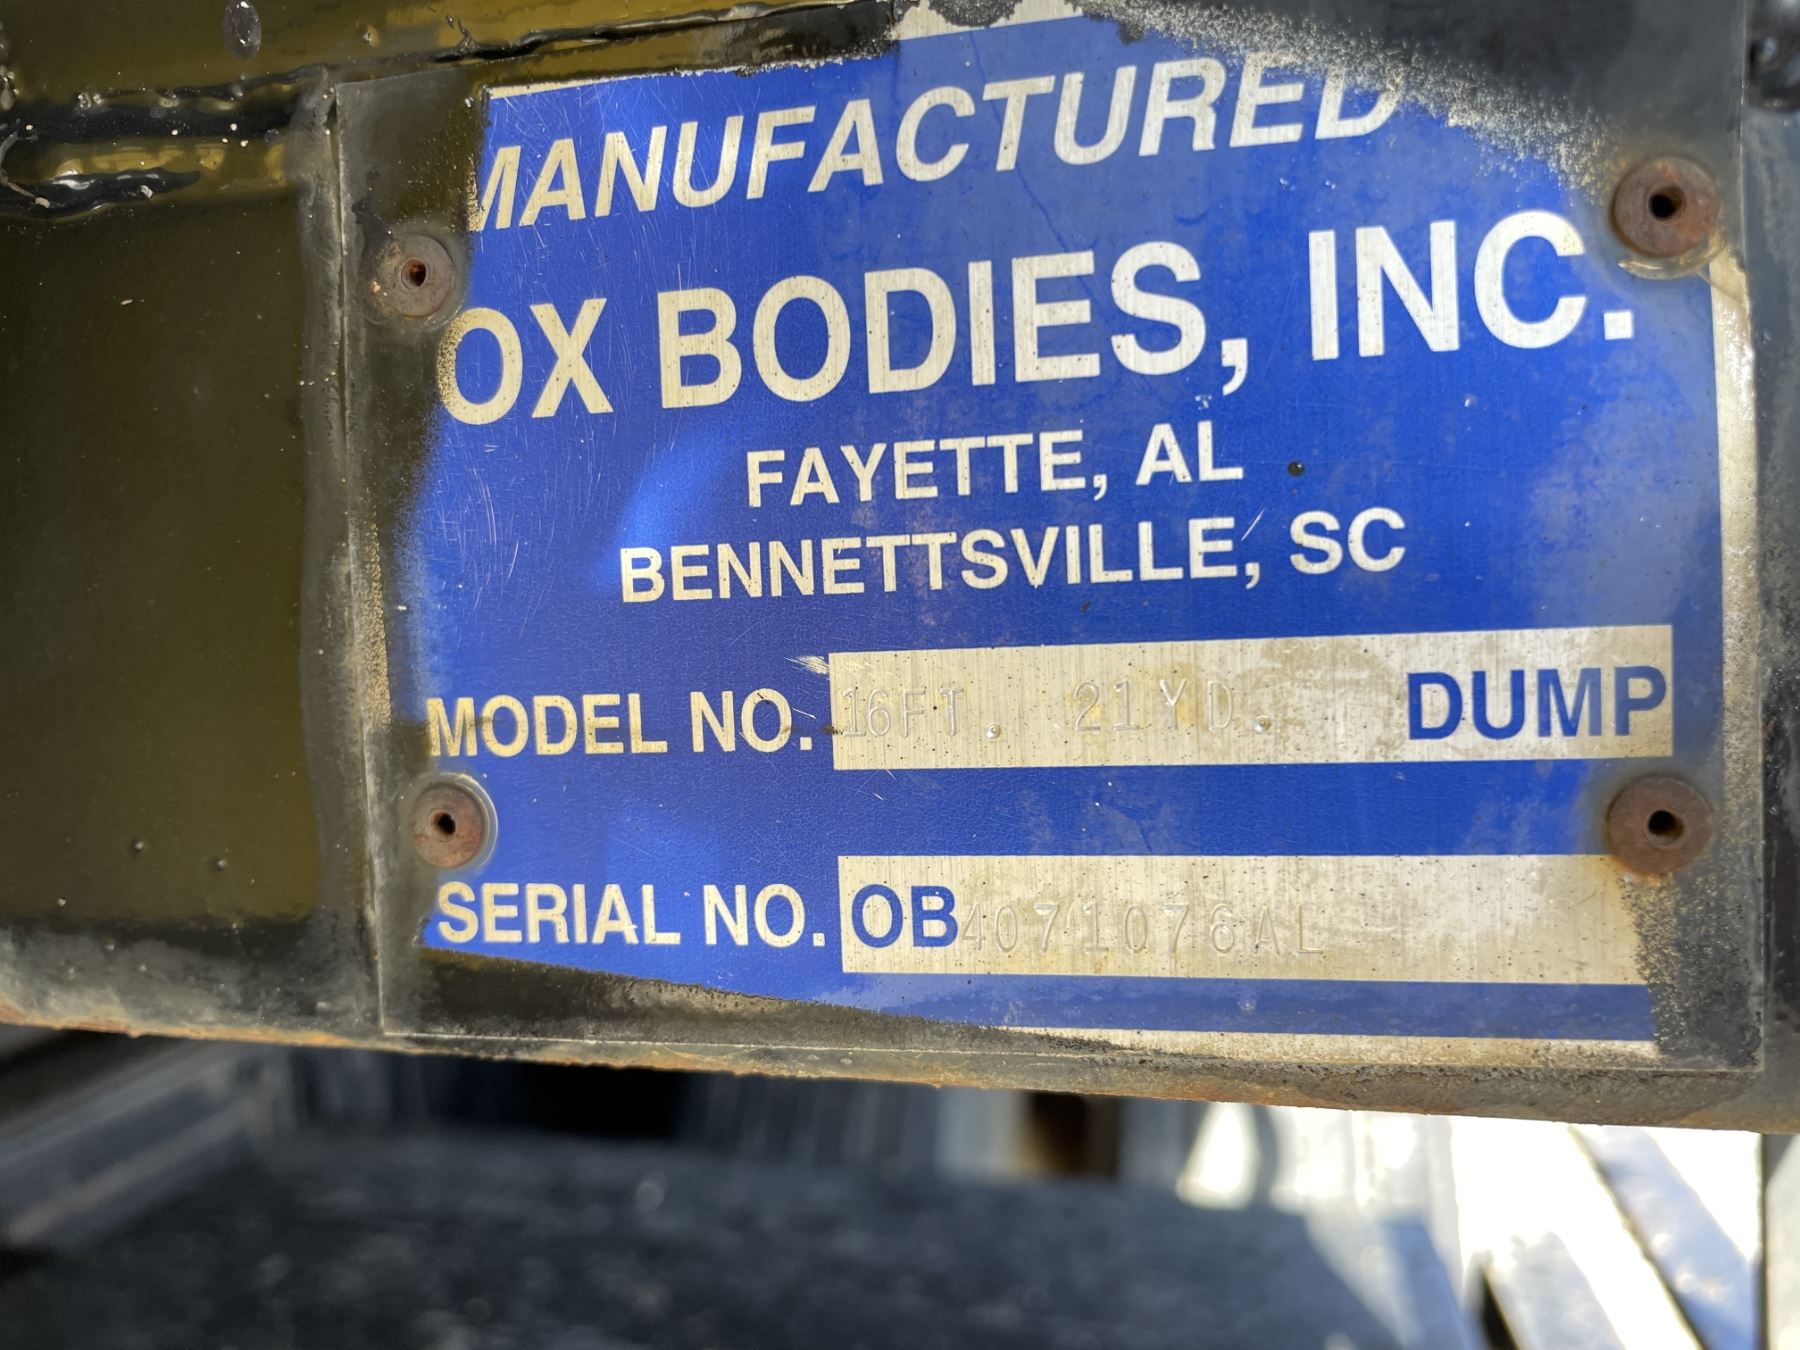 MANUFACTURED
OX BODIES, INC.
FAYETTE, AL
BENNETTSVILLE, SC
MODEL NO. 16FT. 21YD. DUMP
SERIAL NO. OB4071076AL